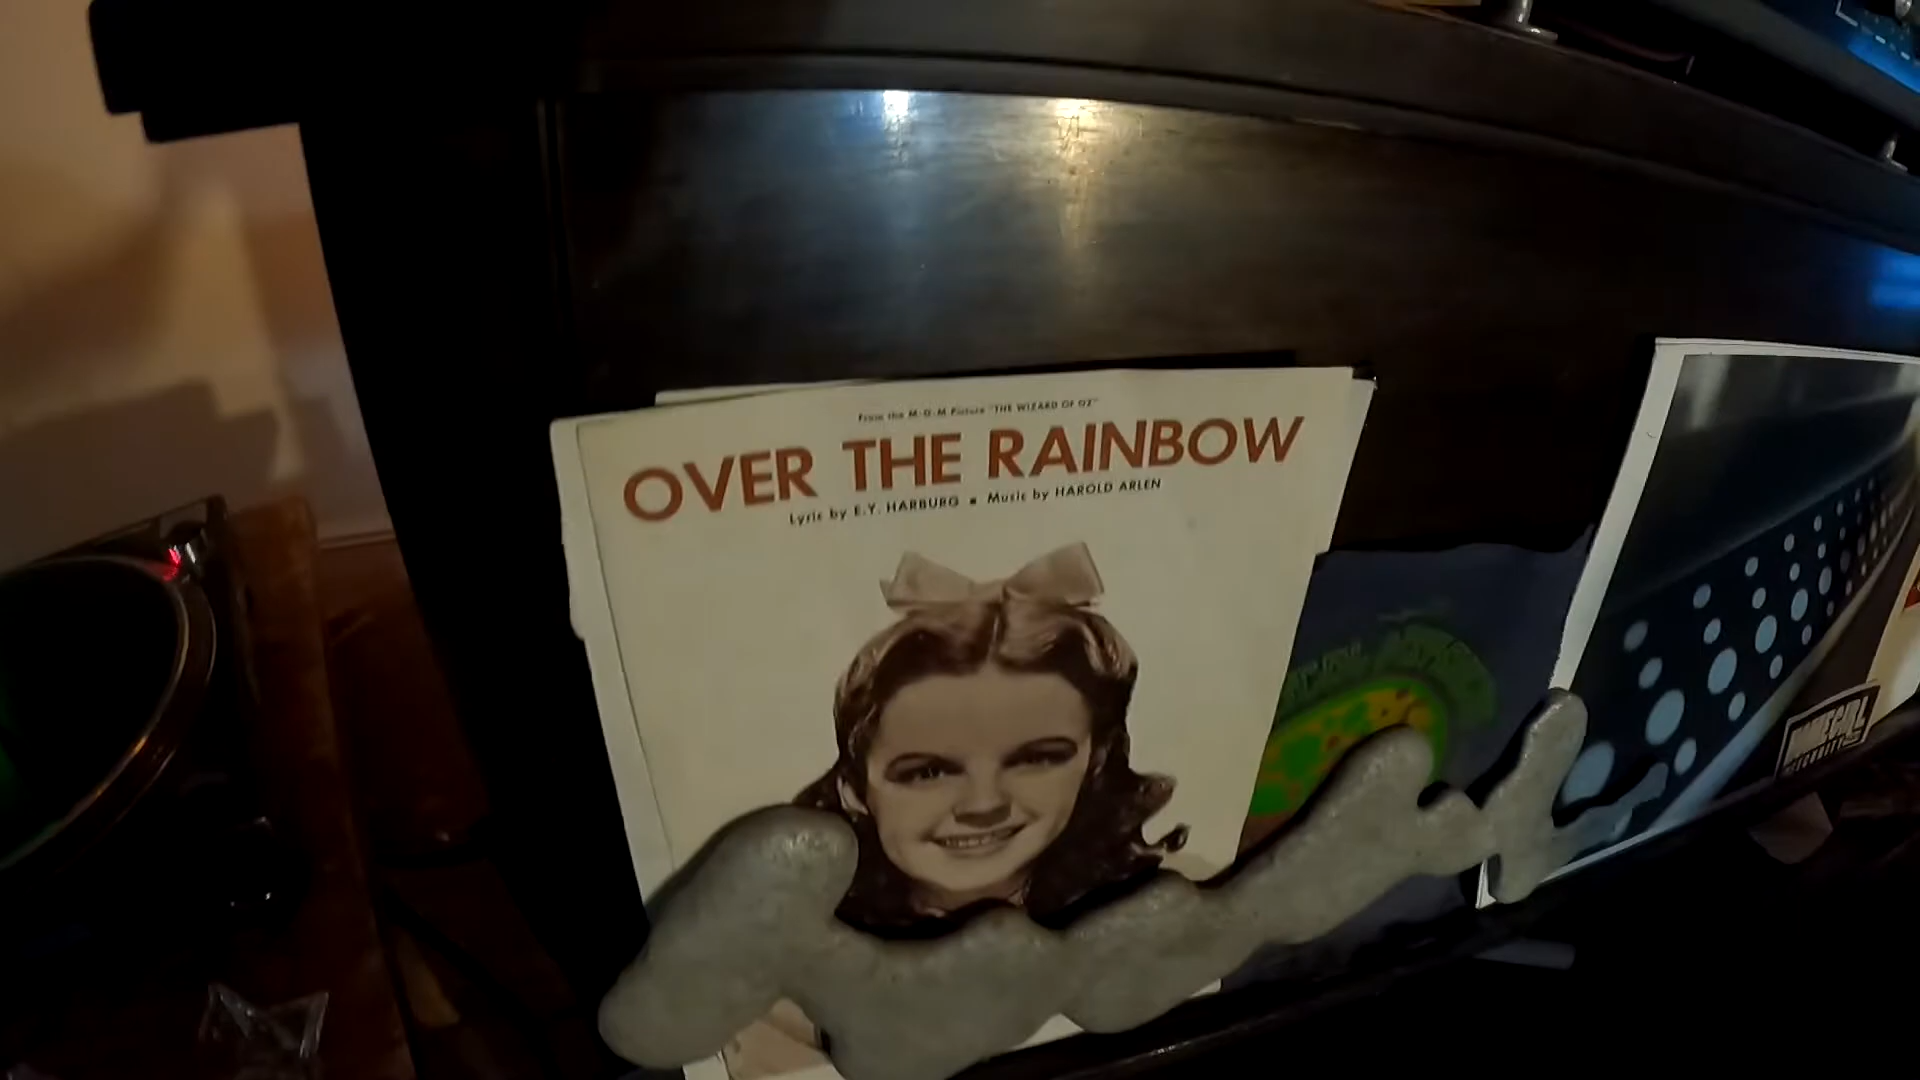 From the M-G-M Picture "THE WIZARD OF OZ"
OVER THE RAINBOW
Lyric by E.Y. HARBURG ▪ Music by HAROLD ARLEN